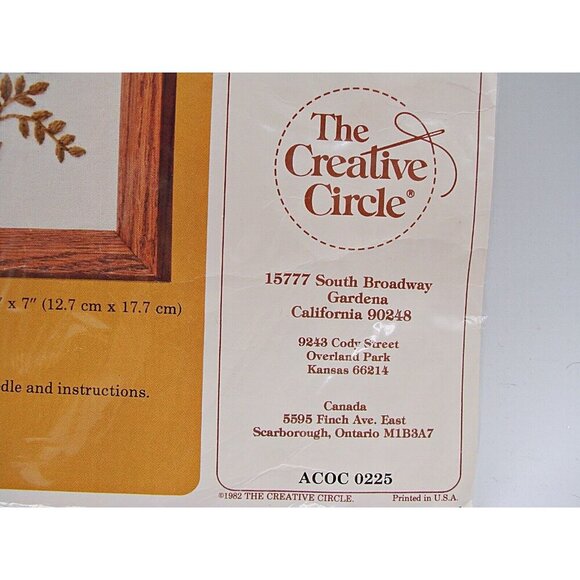 The
Creative
Circle®
15777 South Broadway
Gardena
California 90248
9243 Cody Street
Overland Park
Kansas 66214
Canada
5595 Finch Ave. East
Scarborough, Ontario M1B3A7
ACOC 0225
©1982 THE CREATIVE CIRCLE. Printed in U.S.A.
" x 7" (12.7 cm x 17.7 cm)
and instructions.